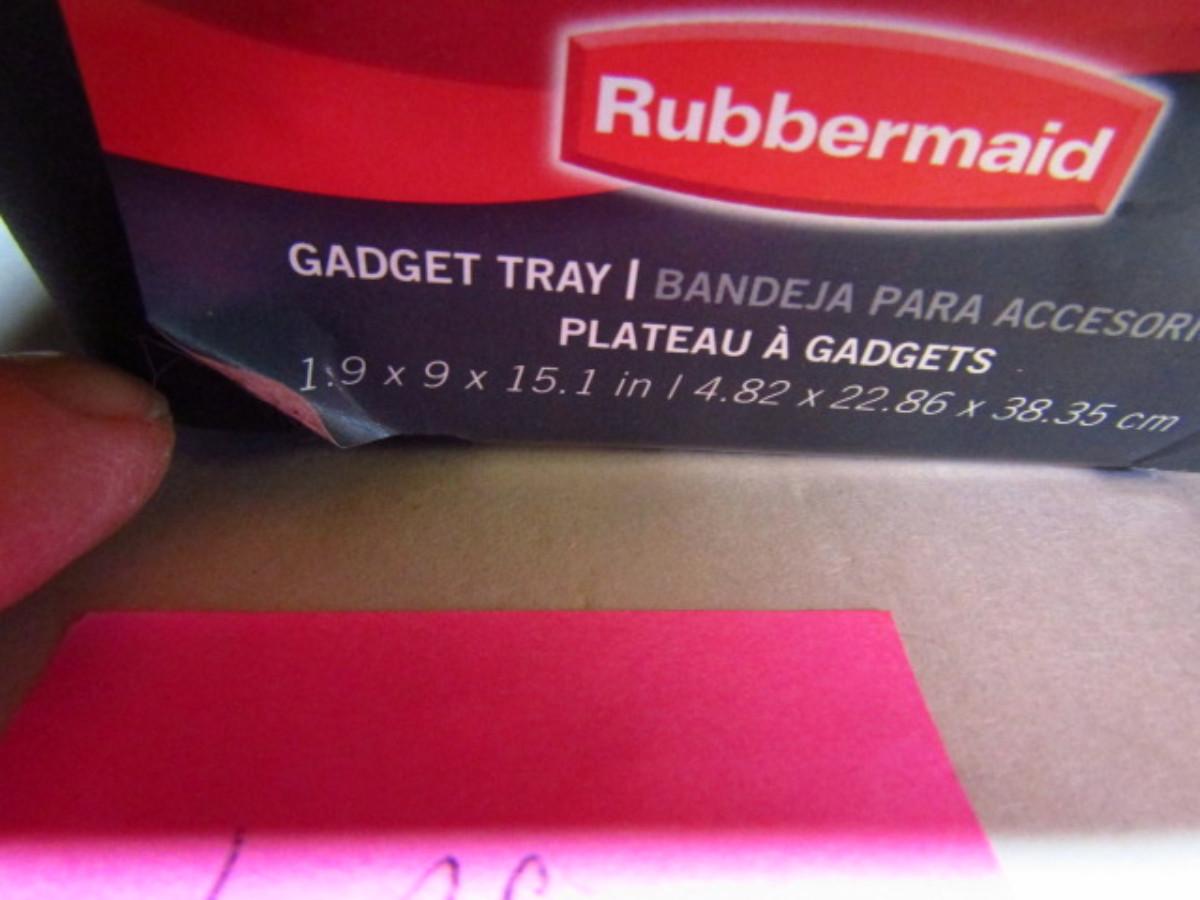 Rubbermaid
GADGET TRAY | BANDEJA PARA ACCESORI
PLATEAU À GADGETS
1.9 x 9 x 15.1 in | 4.82 x 22.86 x 38.35 cm